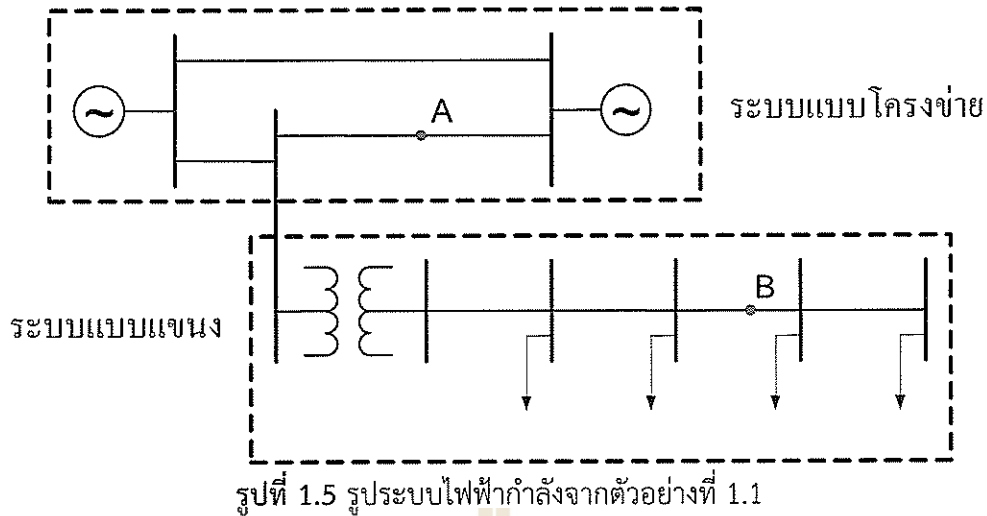 A
ระบบแบบโครงข่าย
B
ระบบแบบแขนง
รูปที่ 1.5 รูประบบไฟฟ้ากำลังจากตัวอย่างที่ 1.1